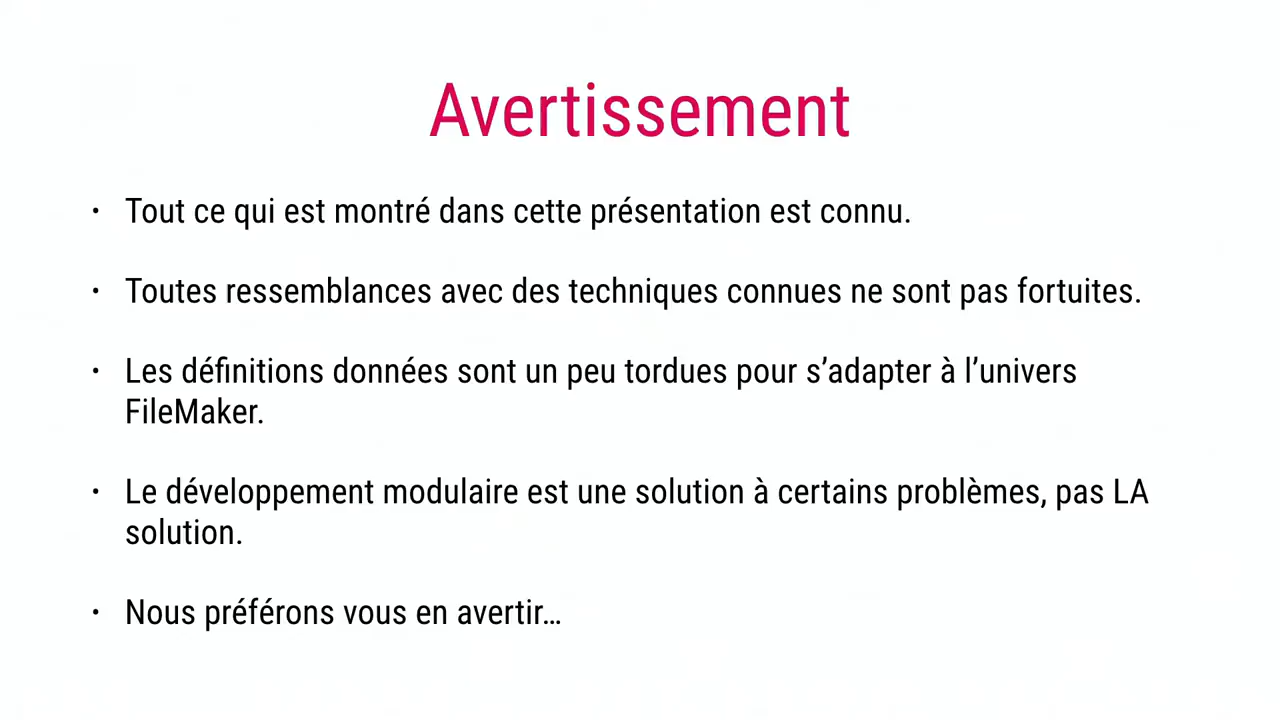 Avertissement
· Tout ce qui est montré dans cette présentation est connu.
· Toutes ressemblances avec des techniques connues ne sont pas fortuites.
· Les définitions données sont un peu tordues pour s’adapter à l’univers
FileMaker.
· Le développement modulaire est une solution à certains problèmes, pas LA
solution.
· Nous préférons vous en avertir…